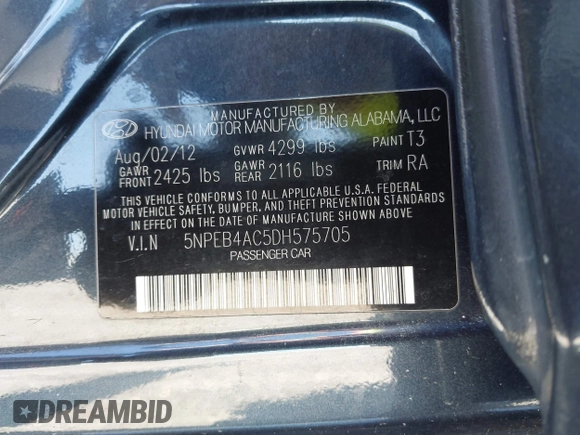 MANUFACTURED BY
HYUNDAI MOTOR MANUFACTURING ALABAMA, LLC
Aug/02/12 GVWR 4299 lbs PAINT T3
GAWR FRONT 2425 lbs GAWR REAR 2116 lbs TRIM RA
THIS VEHICLE CONFORMS TO ALL APPLICABLE U.S.A. FEDERAL
MOTOR VEHICLE SAFETY, BUMPER, AND THEFT PREVENTION
STANDARDS IN EFFECT ON THE DATE OF MANUFACTURE SHOWN ABOVE
V.I.N 5NPEB4AC5DH575705
PASSENGER CAR
DREAMBID